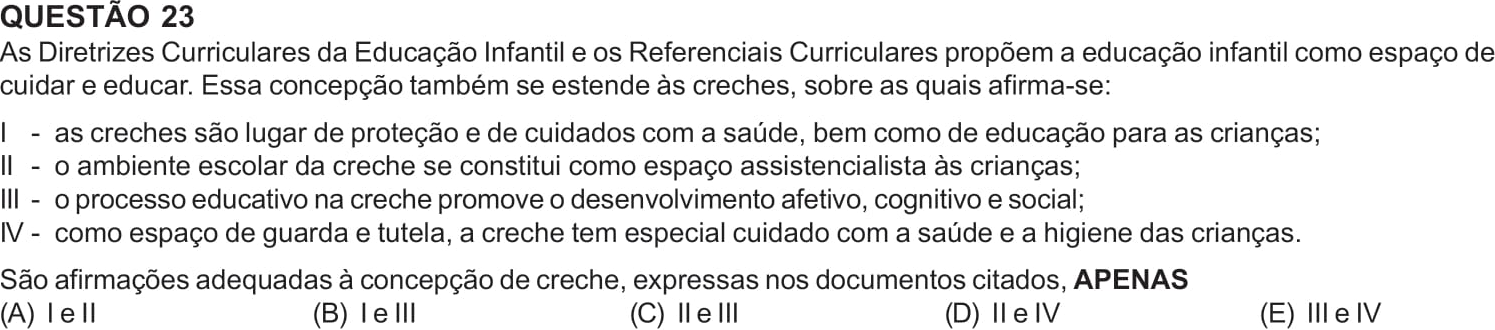 QUESTÃO 23
As Diretrizes Curriculares da Educação Infantil e os Referenciais Curriculares propõem a educação infantil como espaço de
cuidar e educar. Essa concepção também se estende às creches, sobre as quais afirma-se:
I - as creches são lugar de proteção e de cuidados com a saúde, bem como de educação para as crianças;
II - o ambiente escolar da creche se constitui como espaço assistencialista às crianças;
III - o processo educativo na creche promove o desenvolvimento afetivo, cognitivo e social;
IV - como espaço de guarda e tutela, a creche tem especial cuidado com a saúde e a higiene das crianças.
São afirmações adequadas à concepção de creche, expressas nos documentos citados, APENAS
(A) I e II (B) I e III (C) II e III (D) II e IV (E) III e IV